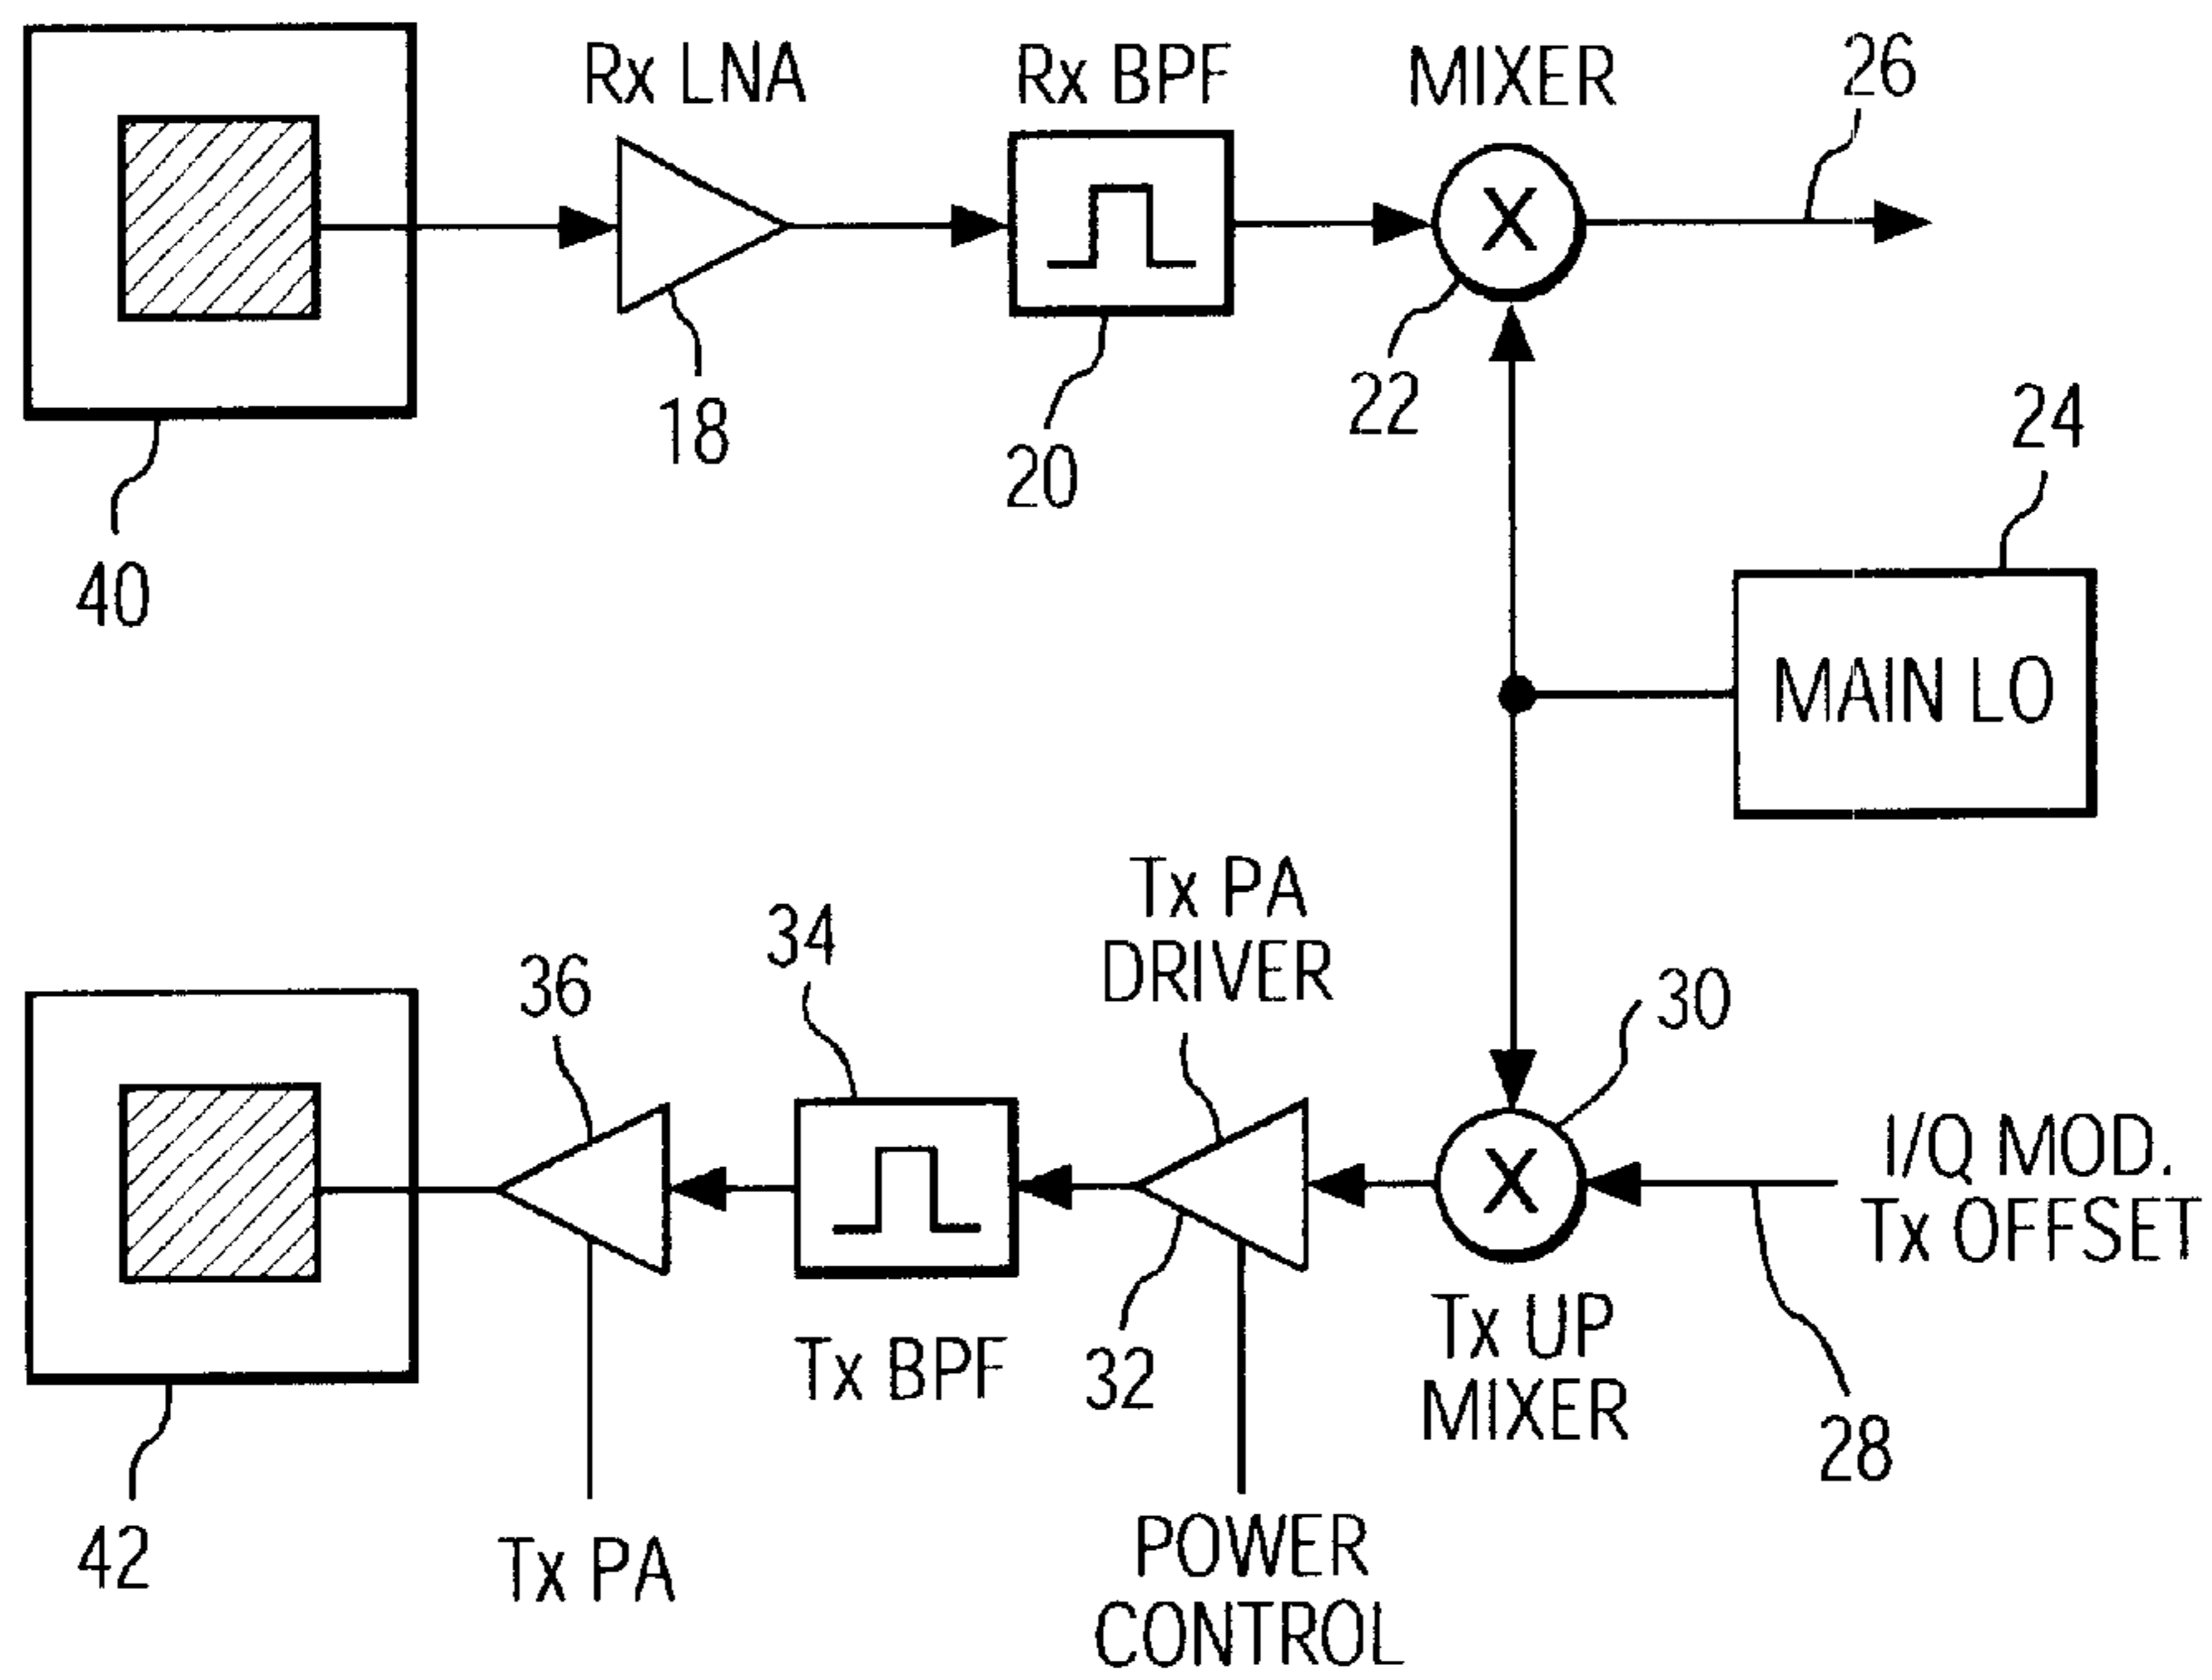 Rx LNA
Rx BPF
MIXER
26
18
20
22
24
40
MAIN LO
Tx PA
DRIVER
34
36
30
I/Q MOD.
Tx OFFSET
Tx UP
MIXER
Tx BPF
32
28
42
Tx PA
POWER
CONTROL
X
X